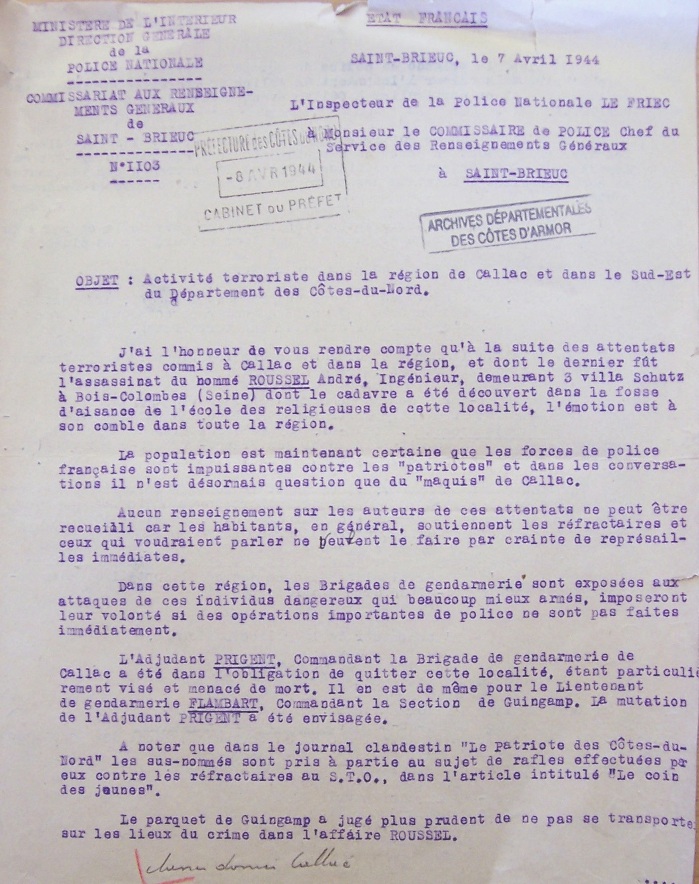 MINISTERE DE L'INTERIEUR
DIRECTION GENERALE
de la
POLICE NATIONALE
COMMISSARIAT AUX RENSEIGNE-
MENTS GENERAUX
de
SAINT - BRIEUC
N°1103
ETAT FRANCAIS
SAINT-BRIEUC, le 7 Avril 1944
L'Inspecteur de la Police Nationale LE FRIEC
à Monsieur le COMMISSAIRE de POLICE Chef du
Service des Renseignements Généraux
à SAINT-BRIEUC
PRÉFECTURE DES CÔTES DU NORD
-8 AVR 1944
CABINET DU PRÉFET
ARCHIVES DÉPARTEMENTALES
DES CÔTES D'ARMOR
OBJET : Activité terroriste dans la région de Callac et dans le Sud-Est
du Département des Côtes-du-Nord.
J'ai l'honneur de vous rendre compte qu'à la suite des attentats
terroristes commis à Callac et dans la région, et dont le dernier fût
l'assassinat du nommé ROUSSEL André, Ingénieur, demeurant 3 villa Schutz
à Bois-Colombes (Seine) dont le cadavre a été découvert dans la fosse
d'aisance de l'école des religieuses de cette localité, l'émotion est à
son comble dans toute la région.
La population est maintenant certaine que les forces de police
française sont impuissantes contre les "patriotes" et dans les conversa-
tions il n'est désormais question que du "maquis" de Callac.
Aucun renseignement sur les auteurs de ces attentats ne peut être
recueilli car les habitants, en général, soutiennent les réfractaires et
ceux qui voudraient parler ne peuvent le faire par crainte de représail-
les immédiates.
Dans cette région, les Brigades de gendarmerie sont exposées aux
attaques de ces individus dangereux qui beaucoup mieux armés, imposeront
leur volonté si des opérations importantes de police ne sont pas faites
immédiatement.
L'Adjudant PRIGENT, Commandant la Brigade de gendarmerie de
Callac a été dans l'obligation de quitter cette localité, étant particuliè
rement visé et menacé de mort. Il en est de même pour le Lieutenant
de gendarmerie FLAMBART, Commandant la Section de Guingamp. La mutation
de l'Adjudant PRIGENT a été envisagée.
A noter que dans le journal clandestin "Le Patriote des Côtes-du-
Nord" les sus-nommés sont pris à partie au sujet de rafles effectuées par
eux contre les réfractaires au S.T.O., dans l'article intitulé "Le coin
des jeunes".
Le parquet de Guingamp a jugé plus prudent de ne pas se transporte
sur les lieux du crime dans l'affaire ROUSSEL.
....